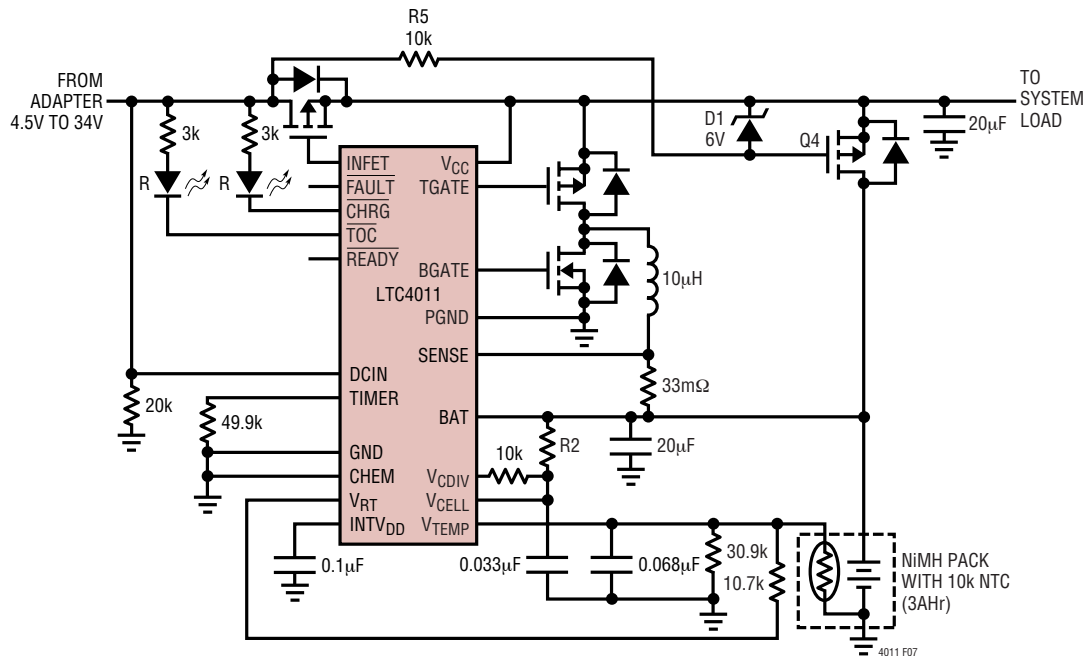 R5
10k
FROM
ADAPTER
4.5V TO 34V
TO
SYSTEM
LOAD
3k
3k
D1
6V
Q4
20μF
R
R
INFET
FAULT
CHRG
TOC
READY
VCC
TGATE
BGATE
LTC4011
PGND
SENSE
10μH
33mΩ
DCIN
TIMER
BAT
20k
49.9k
GND
CHEM
VRT
INTVDD
10k
R2
20μF
VCDIV
VCELL
VTEMP
0.1μF
0.033μF
0.068μF
30.9k
10.7k
NiMH PACK
WITH 10k NTC
(3AHr)
4011 F07